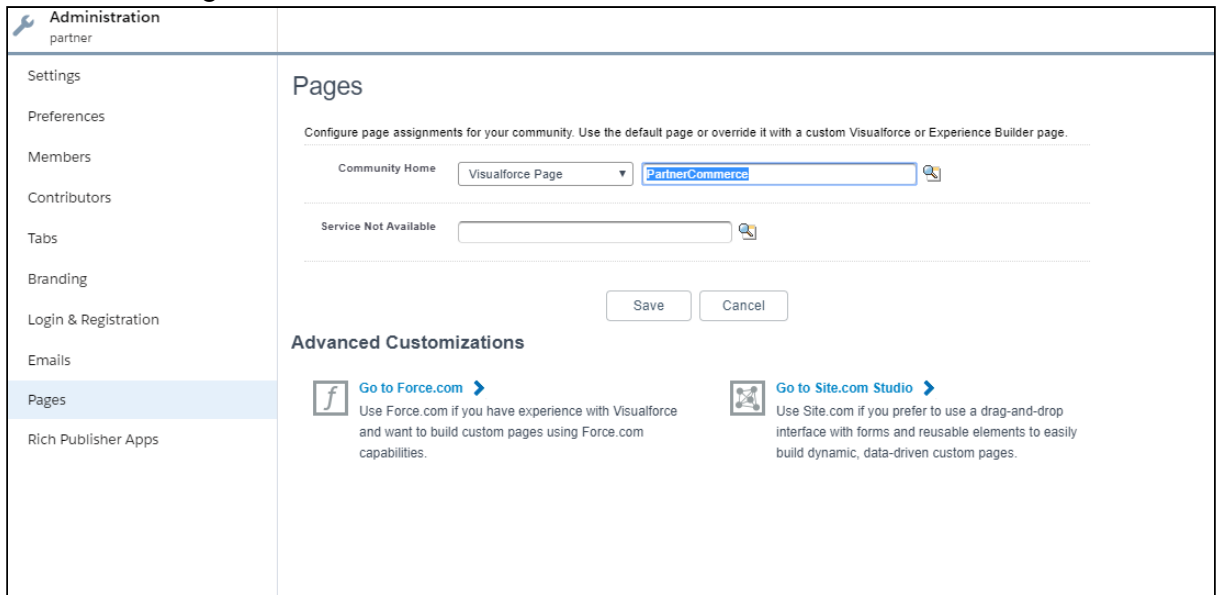 Administration
partner
Settings
Preferences
Members
Contributors
Tabs
Branding
Login & Registration
Emails
Pages
Rich Publisher Apps
Pages
Configure page assignments for your community. Use the default page or override it with a custom Visualforce or Experience Builder page.
Community Home Visualforce Page PartnerCommerce
Service Not Available
Save Cancel
Advanced Customizations
Go to Force.com
Use Force.com if you have experience with Visualforce
and want to build custom pages using Force.com
capabilities.
Go to Site.com Studio
Use Site.com if you prefer to use a drag-and-drop
interface with forms and reusable elements to easily
build dynamic, data-driven custom pages.